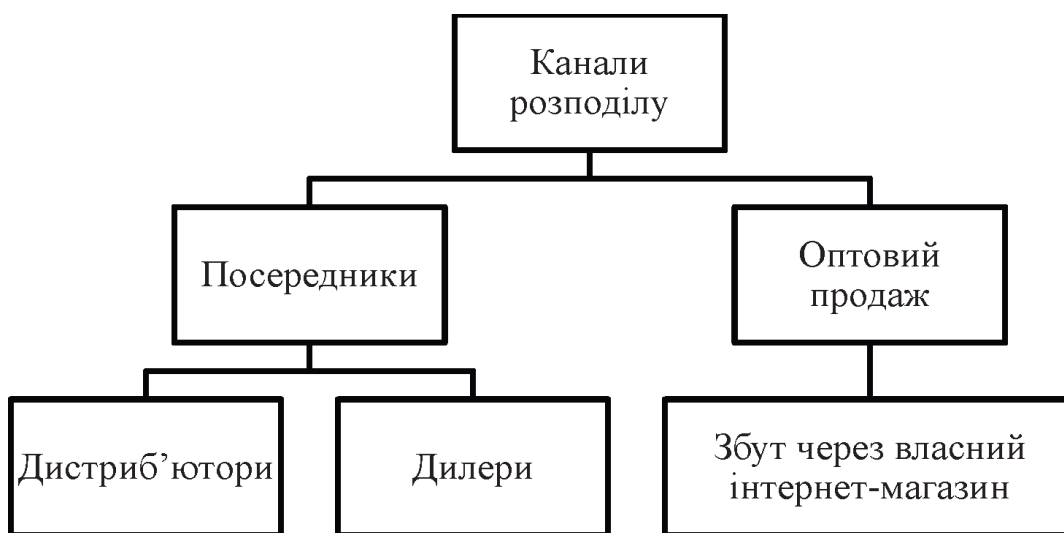 Канали
розподілу
Посередники
Оптовий
продаж
Дистриб’ютори
Дилери
Збут через власний
інтернет-магазин